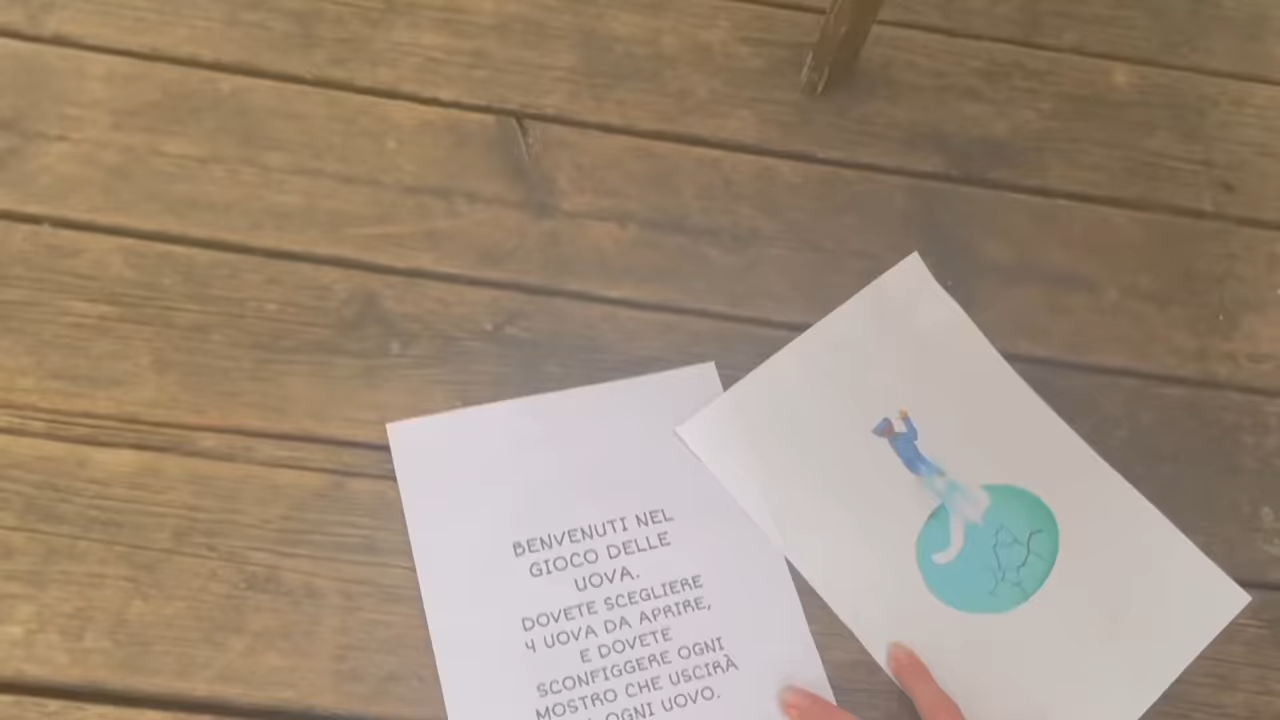 BENVENUTI NEL
GIOCO DELLE
UOVA.
DOVETE SCEGLIERE
4 UOVA DA APRIRE,
E DOVETE
SCONFIGGERE OGNI
MOSTRO CHE USCIRÀ
OGNI UOVO.